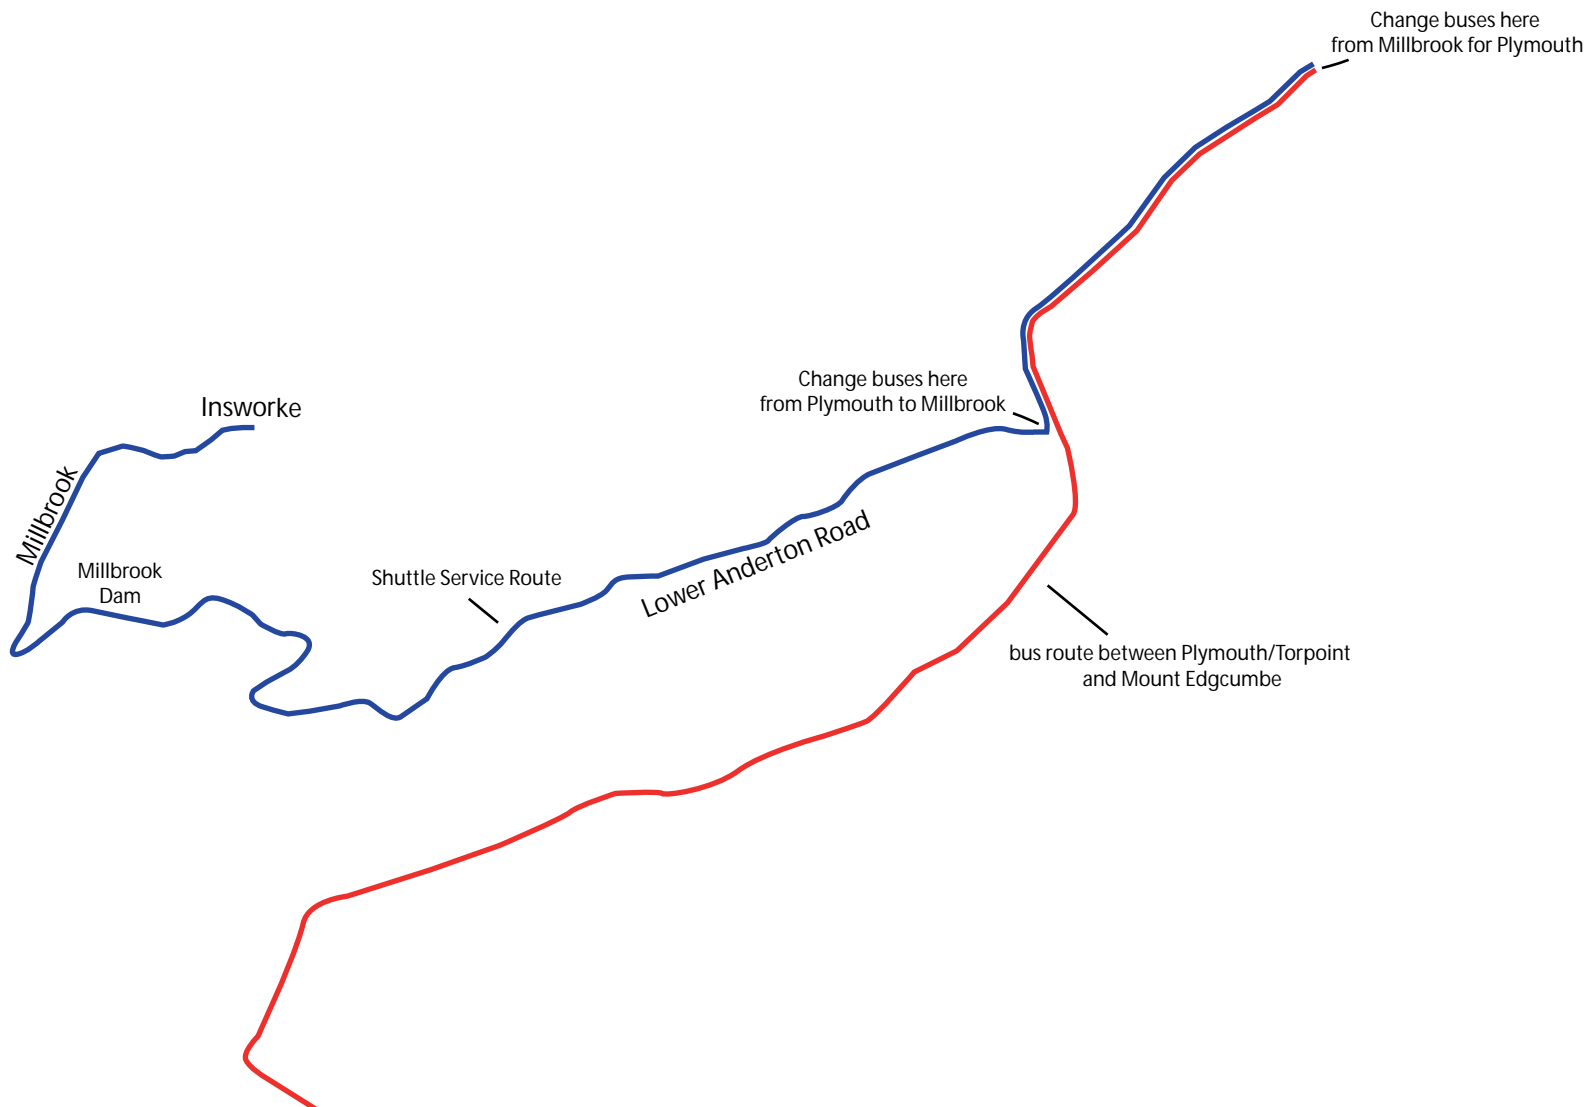 Change buses here
from Millbrook for Plymouth
Change buses here
from Plymouth to Millbrook
Insworke
Millbrook
Millbrook
Dam
Shuttle Service Route
Lower Anderton Road
bus route between Plymouth/Torpoint
and Mount Edgcumbe